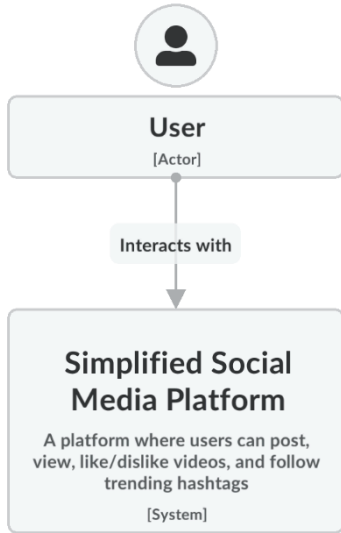 User
[Actor]
Interacts with
Simplified Social
Media Platform
A platform where users can post,
view, like/dislike videos, and follow
trending hashtags
[System]